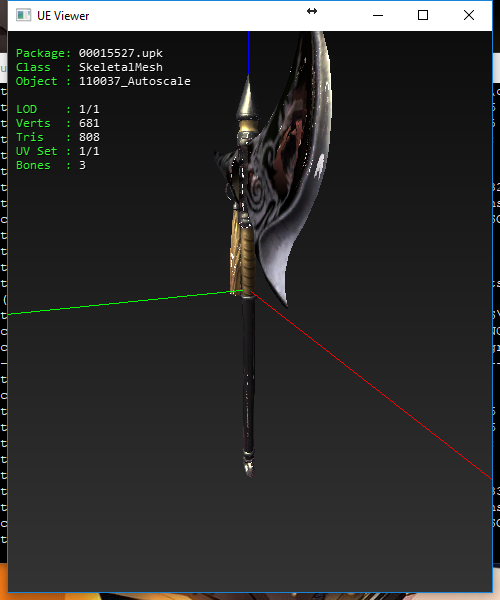 UE Viewer
Package: 00015527.upk
Class : SkeletalMesh
Object : 110037_Autoscale
LOD : 1/1
Verts : 681
Tris : 808
UV Set : 1/1
Bones : 3